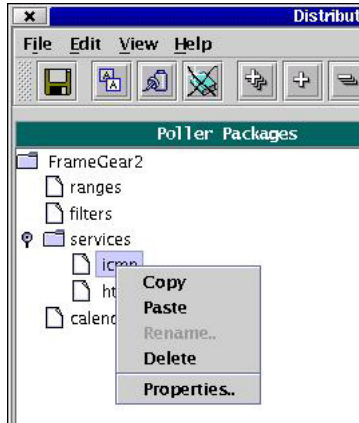 Distribut
File Edit View Help
Poller Packages
FrameGear2
ranges
filters
services
icmp
ht
calend
Copy
Paste
Rename..
Delete
Properties..